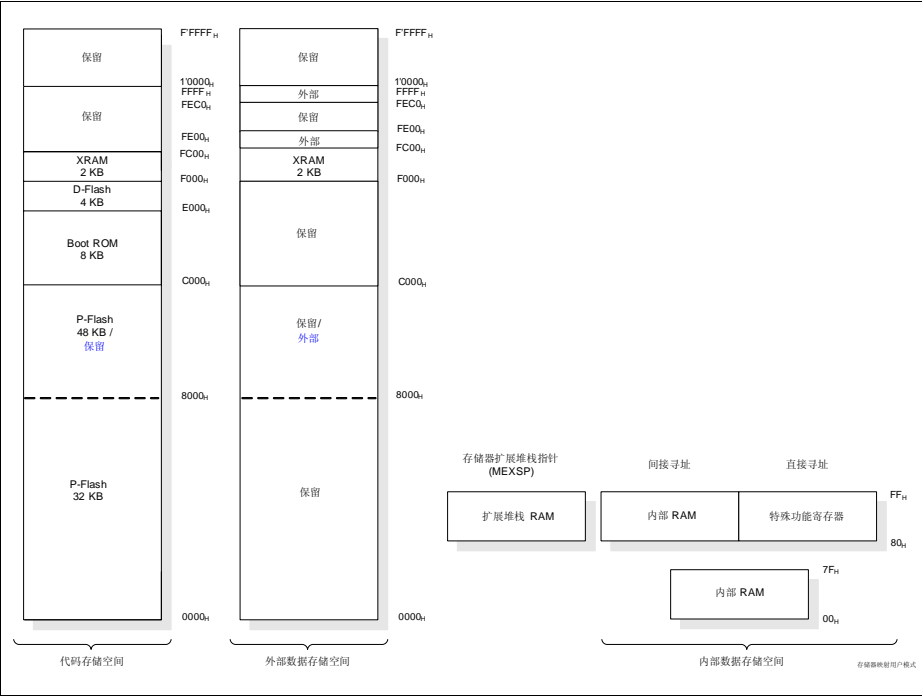 保留
保留
XRAM
2 KB
D-Flash
4 KB
Boot ROM
8 KB
P-Flash
48 KB /
保留
P-Flash
32 KB
F'FFFFH
1'0000H
FFFFH
FEC0H
FE00H
FC00H
F000H
E000H
C000H
8000H
0000H
代码存储空间
保留
外部
保留
外部
XRAM
2 KB
保留
保留/
外部
保留
F'FFFFH
1'0000H
FFFFH
FEC0H
FE00H
FC00H
F000H
C000H
8000H
0000H
外部数据存储空间
存储器扩展堆栈指针
(MEXSP)
扩展堆栈 RAM
间接寻址
直接寻址
内部 RAM
特殊功能寄存器
FFH
80H
内部 RAM
7FH
00H
内部数据存储空间
存储器映射用户模式